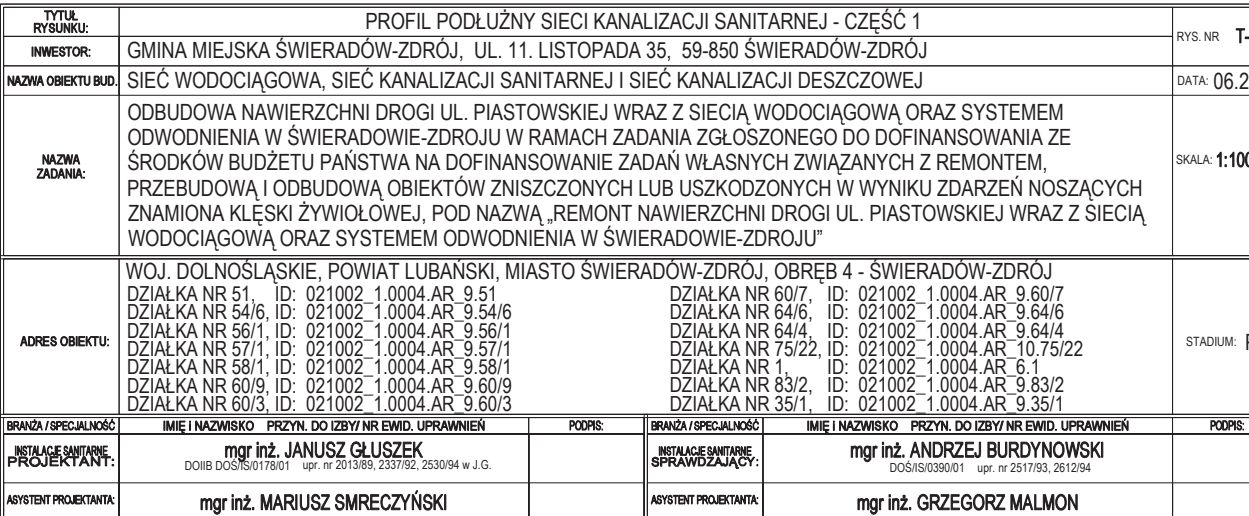 TYTUŁ RYSUNKU: PROFIL PODŁUŻNY SIECI KANALIZACJI SANITARNEJ - CZĘŚĆ 1
RYS. NR T-
INWESTOR: GMINA MIEJSKA ŚWIERADÓW-ZDRÓJ, UL. 11. LISTOPADA 35, 59-850 ŚWIERADÓW-ZDRÓJ
NAZWA OBIEKTU BUD. SIEĆ WODOCIĄGOWA, SIEĆ KANALIZACJI SANITARNEJ I SIEĆ KANALIZACJI DESZCZOWEJ
DATA: 06.2
NAZWA ZADANIA:
ODBUDOWA NAWIERZCHNI DROGI UL. PIASTOWSKIEJ WRAZ Z SIECIĄ WODOCIĄGOWĄ ORAZ SYSTEMEM
ODWODNIENIA W ŚWIERADOWIE-ZDROJU W RAMACH ZADANIA ZGŁOSZONEGO DO DOFINANSOWANIA ZE
ŚRODKÓW BUDŻETU PAŃSTWA NA DOFINANSOWANIE ZADAŃ WŁASNYCH ZWIĄZANYCH Z REMONTEM,
PRZEBUDOWĄ I ODBUDOWĄ OBIEKTÓW ZNISZCZONYCH LUB USZKODZONYCH W WYNIKU ZDARZEŃ NOSZĄCYCH
ZNAMIONA KLĘSKI ŻYWIOŁOWEJ, POD NAZWĄ „REMONT NAWIERZCHNI DROGI UL. PIASTOWSKIEJ WRAZ Z SIECIĄ
WODOCIĄGOWĄ ORAZ SYSTEMEM ODWODNIENIA W ŚWIERADOWIE-ZDROJU”
SKALA: 1:100
ADRES OBIEKTU:
WOJ. DOLNOŚLĄSKIE, POWIAT LUBAŃSKI, MIASTO ŚWIERADÓW-ZDRÓJ, OBRĘB 4 - ŚWIERADÓW-ZDRÓJ
DZIAŁKA NR 51, ID: 021002_1.0004.AR_9.51 DZIAŁKA NR 60/7, ID: 021002_1.0004.AR_9.60/7
DZIAŁKA NR 54/6, ID: 021002_1.0004.AR_9.54/6 DZIAŁKA NR 64/6, ID: 021002_1.0004.AR_9.64/6
DZIAŁKA NR 56/1, ID: 021002_1.0004.AR_9.56/1 DZIAŁKA NR 64/4, ID: 021002_1.0004.AR_9.64/4
DZIAŁKA NR 57/1, ID: 021002_1.0004.AR_9.57/1 DZIAŁKA NR 75/22, ID: 021002_1.0004.AR_10.75/22
DZIAŁKA NR 58/1, ID: 021002_1.0004.AR_9.58/1 DZIAŁKA NR 1, ID: 021002_1.0004.AR_6.1
DZIAŁKA NR 60/9, ID: 021002_1.0004.AR_9.60/9 DZIAŁKA NR 83/2, ID: 021002_1.0004.AR_9.83/2
DZIAŁKA NR 60/3, ID: 021002_1.0004.AR_9.60/3 DZIAŁKA NR 35/1, ID: 021002_1.0004.AR_9.35/1
STADIUM:
BRANŻA / SPECJALNOŚĆ IMIĘ I NAZWISKO PRZYN. DO IZBY/ NR EWID. UPRAWNIEŃ PODPIS: BRANŻA / SPECJALNOŚĆ IMIĘ I NAZWISKO PRZYN. DO IZBY/ NR EWID. UPRAWNIEŃ PODPIS:
INSTALACJE SANITARNE
PROJEKTANT:
mgr inż. JANUSZ GŁUSZEK
DOIIB DOŚ/IS/0178/01 upr. nr 2013/89, 2337/92, 2530/94 w J.G.
INSTALACJE SANITARNE
SPRAWDZAJĄCY:
mgr inż. ANDRZEJ BURDYNOWSKI
DOŚ/IS/0390/01 upr. nr 2517/93, 2612/94
ASYSTENT PROJEKTANTA: mgr inż. MARIUSZ SMRECZYŃSKI
ASYSTENT PROJEKTANTA: mgr inż. GRZEGORZ MALMON